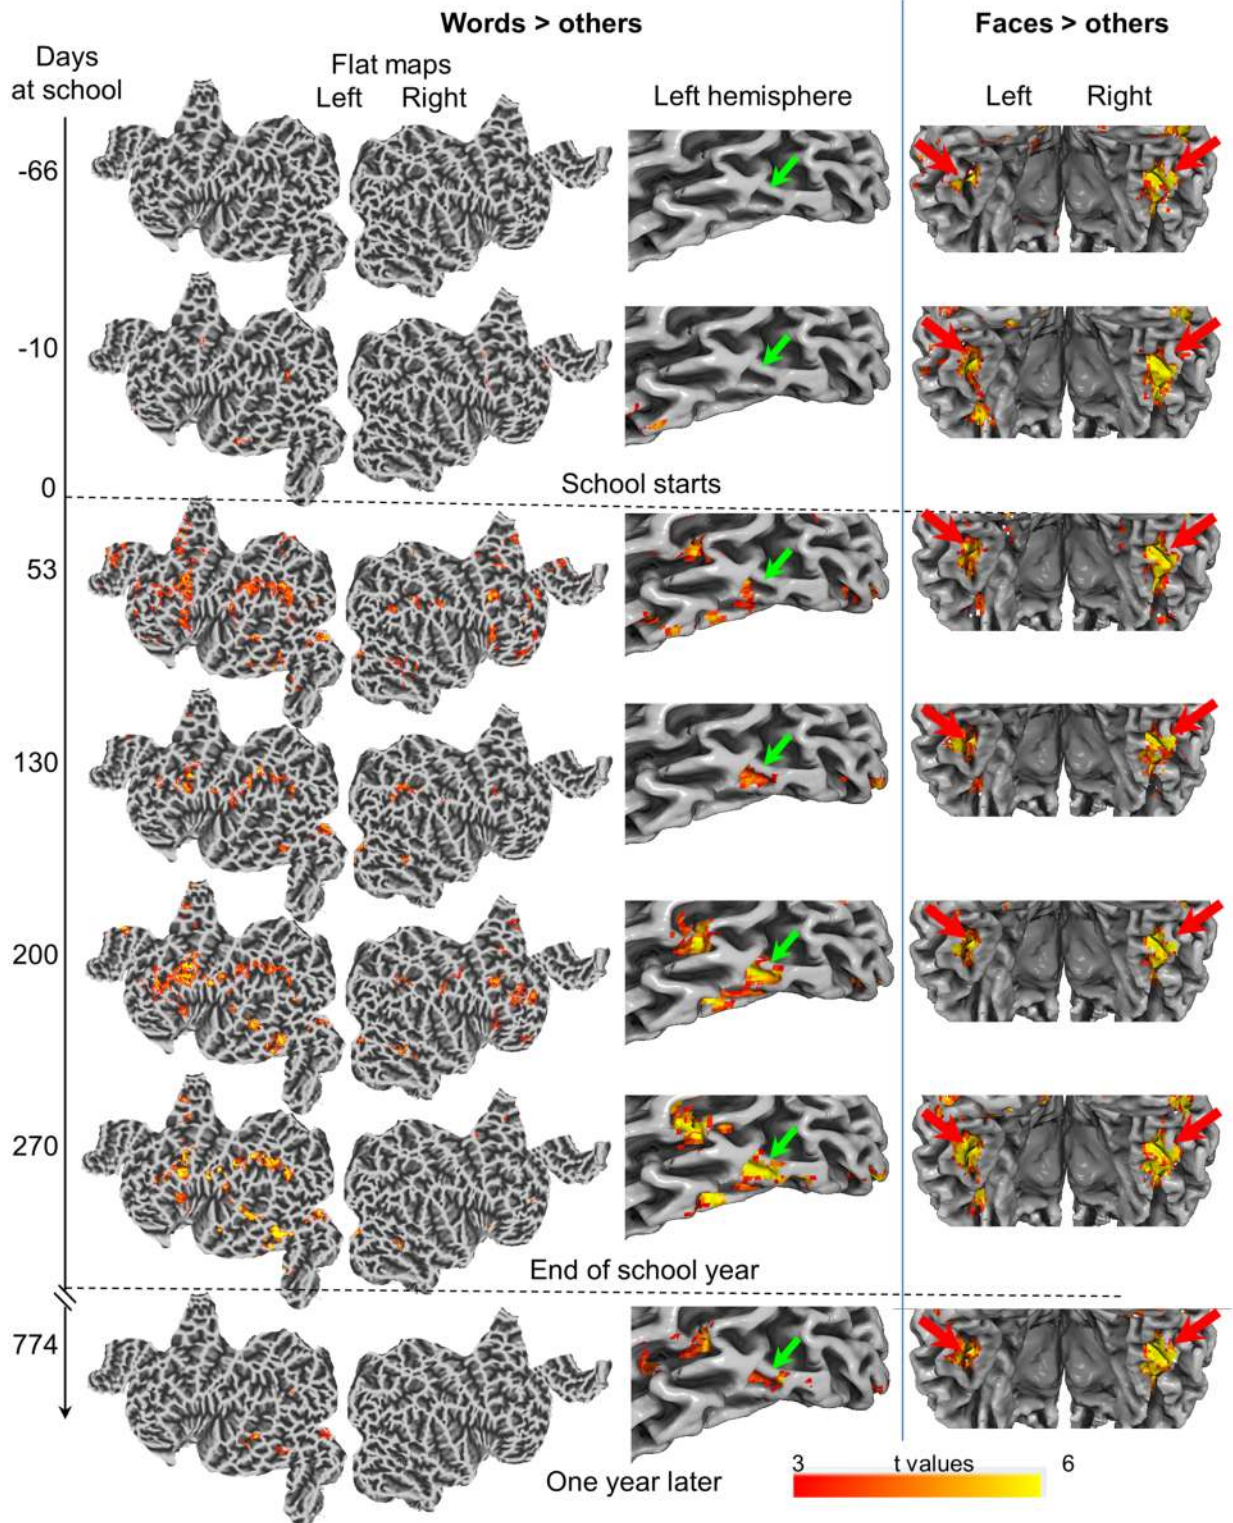 Words > others
Faces > others
Days
at school
Flat maps
Left Right
Left hemisphere
Left Right
-66
-10
0
School starts
53
130
200
270
End of school year
774
One year later
3 t values 6